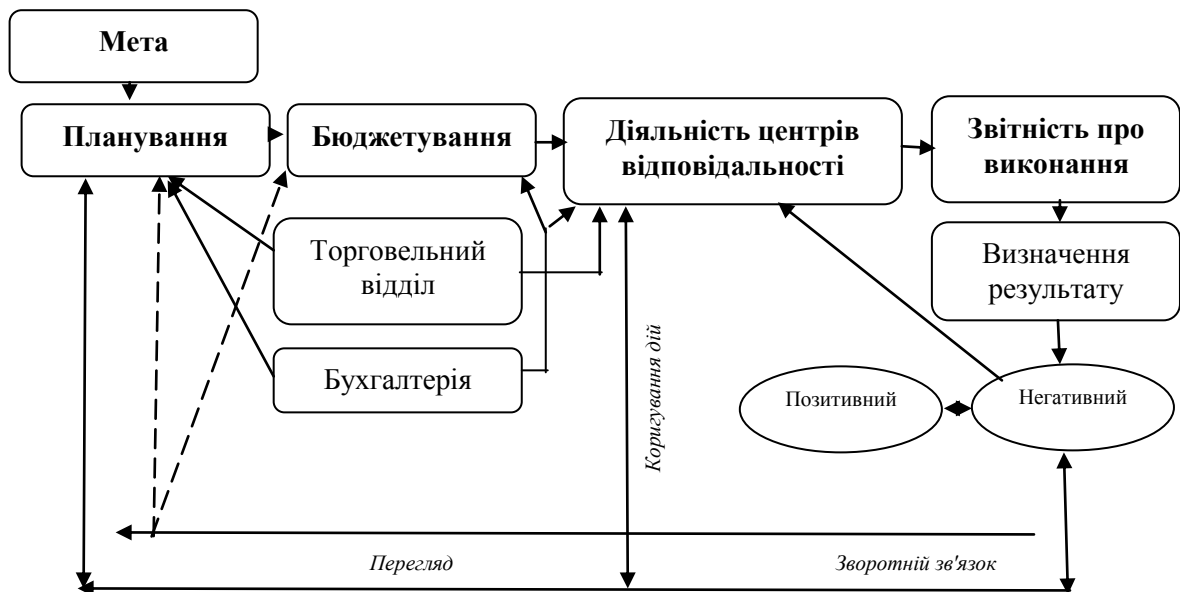 Мета
Планування
Бюджетування
Діяльність центрів
відповідальності
Звітність про
виконання
Торговельний
відділ
Визначення
результату
Бухгалтерія
Коригування дій
Позитивний
Негативний
Перегляд
Зворотній зв'язок